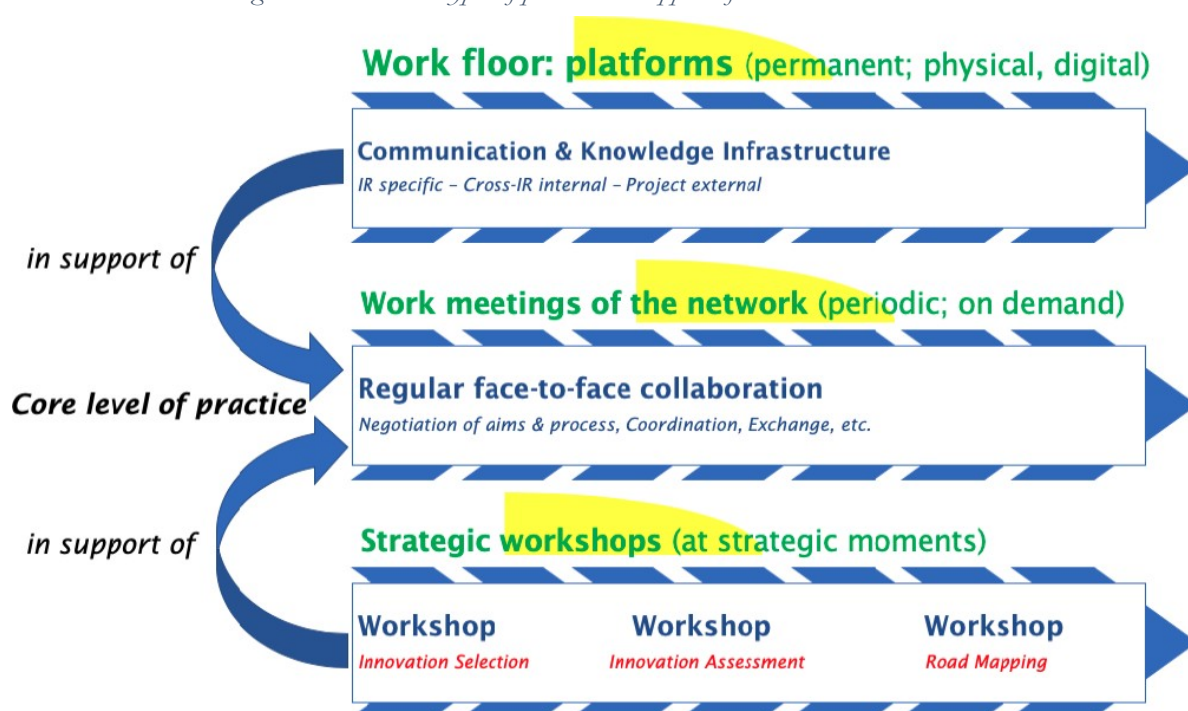 Work floor: platforms (permanent; physical, digital)
Communication & Knowledge Infrastructure
IR specific – Cross-IR internal – Project external
in support of
Work meetings of the network (periodic; on demand)
Regular face-to-face collaboration
Core level of practice
Negotiation of aims & process, Coordination, Exchange, etc.
in support of
Strategic workshops (at strategic moments)
Workshop Workshop Workshop
Innovation Selection Innovation Assessment Road Mapping